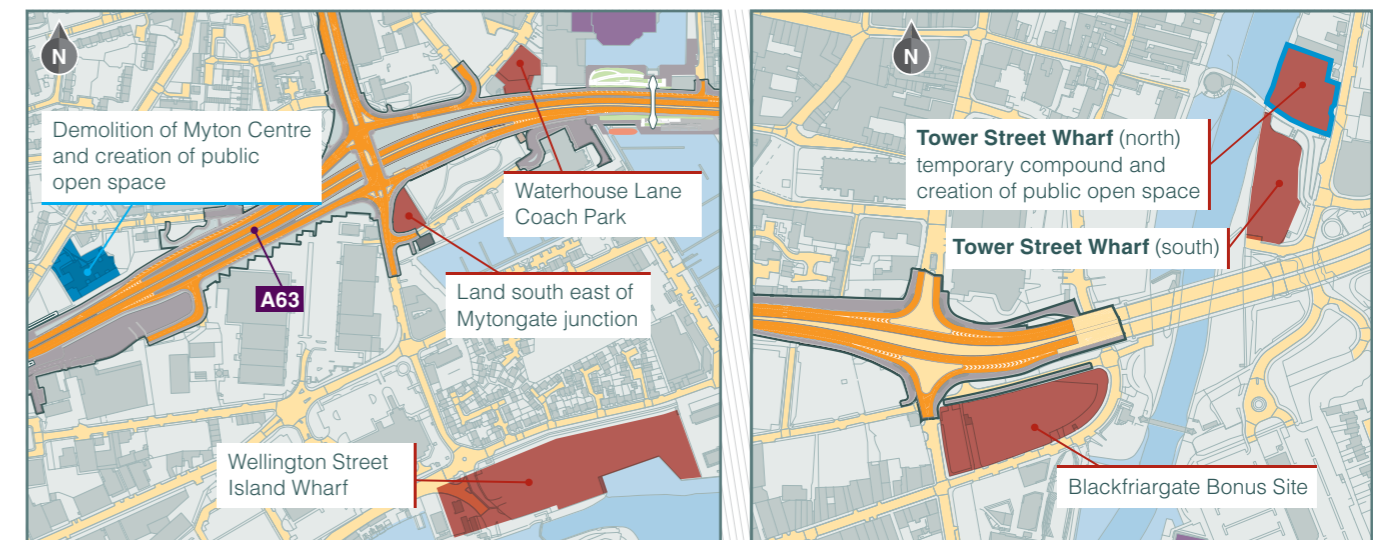 N
Demolition of Myton Centre
and creation of public
open space
A63
Waterhouse Lane
Coach Park
Land south east of
Mytongate junction
Wellington Street
Island Wharf
N
Tower Street Wharf (north)
temporary compound and
creation of public open space
Tower Street Wharf (south)
Blackfriargate Bonus Site